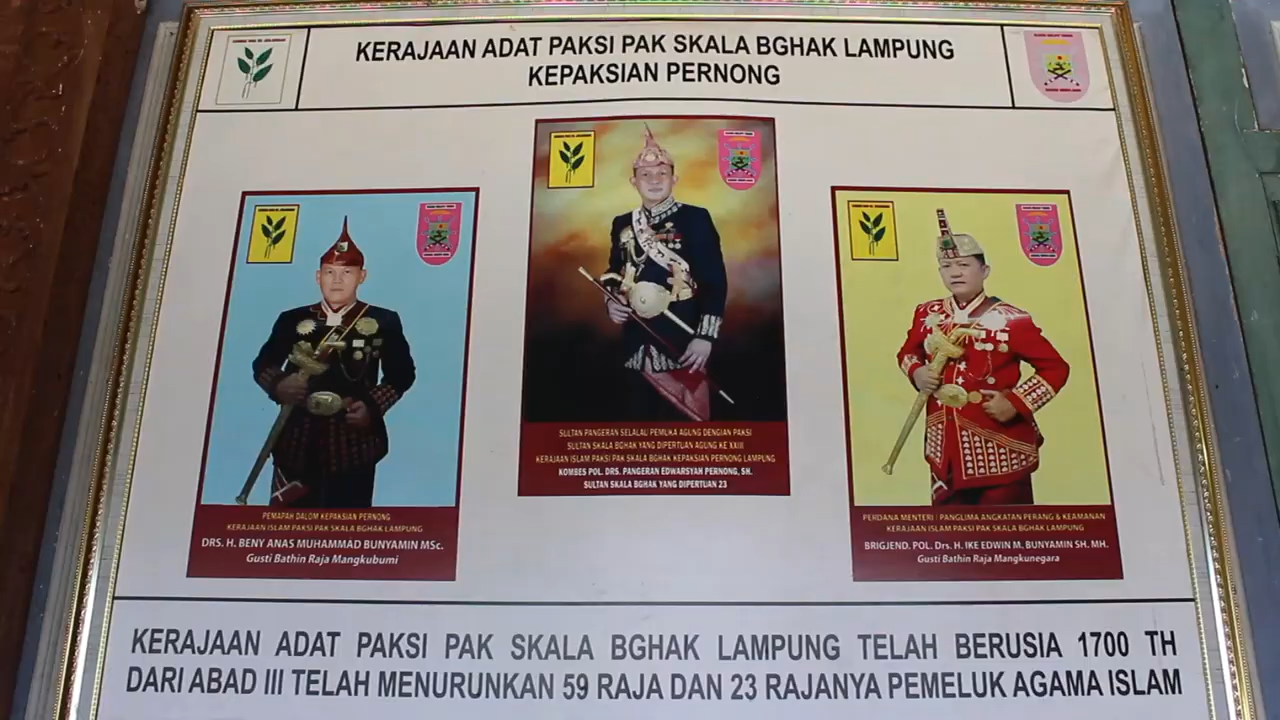 KERAJAAN ADAT PAKSI PAK SKALA BGHAK LAMPUNG
KEPAKSIAN PERNONG
PEMAPAH DALOM KEPAKSIAN PERNONG
KERAJAAN ISLAM PAKSI PAK SKALA BGHAK LAMPUNG
DRS. H. BENY ANAS MUHAMMAD BUNYAMIN MSc.
Gusti Bathin Raja Mangkubumi
SULTAN PANGERAN SELALAU PEMUKA AGUNG DENGIAN PAKSI
SULTAN SKALA BGHAK YANG DIPERTUAN AGUNG KE XXIII
KERAJAAN ISLAM PAKSI PAK SKALA BGHAK KEPAKSIAN PERNONG LAMPUNG
KOMBES POL. DRS. PANGERAN EDWARSYAH PERNONG, SH.
SULTAN SKALA BGHAK YANG DIPERTUAN 23
PERDANA MENTERI / PANGLIMA ANGKATAN PERANG & KEAMANAN
KERAJAAN ISLAM PAKSI PAK SKALA BGHAK LAMPUNG
BRIGJEND. POL. Drs. H. IKE EDWIN M. BUNYAMIN SH. MH.
Gusti Bathin Raja Mangkunegara
KERAJAAN ADAT PAKSI PAK SKALA BGHAK LAMPUNG TELAH BERUSIA 1700 TH
DARI ABAD III TELAH MENURUNKAN 59 RAJA DAN 23 RAJANYA PEMELUK AGAMA ISLAM